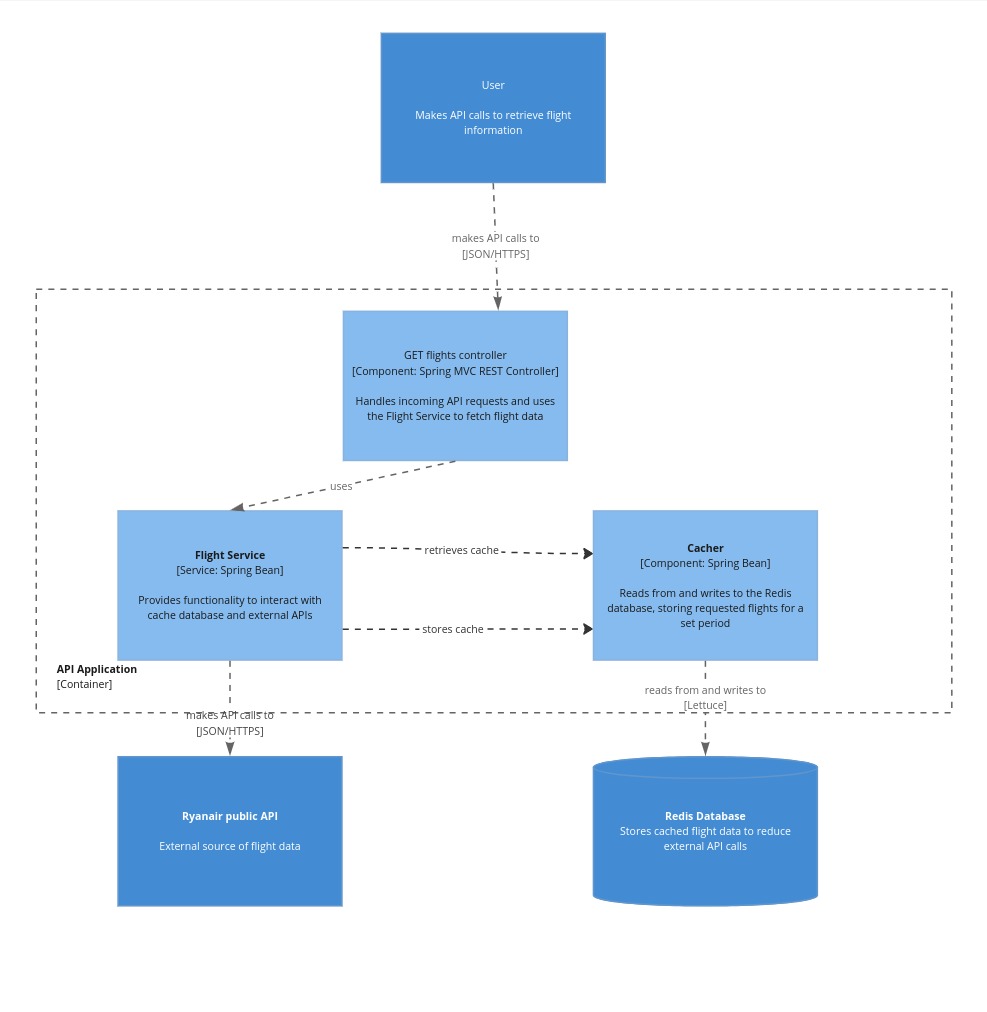 User
Makes API calls to retrieve flight
information
makes API calls to
[JSON/HTTPS]
GET flights controller
[Component: Spring MVC REST Controller]
Handles incoming API requests and uses
the Flight Service to fetch flight data
uses
Flight Service
[Service: Spring Bean]
Provides functionality to interact with
cache database and external APIs
retrieves cache
stores cache
Cacher
[Component: Spring Bean]
Reads from and writes to the Redis
database, storing requested flights for a
set period
API Application
[Container]
makes API calls to
[JSON/HTTPS]
reads from and writes to
[Lettuce]
Ryanair public API
External source of flight data
Redis Database
Stores cached flight data to reduce
external API calls